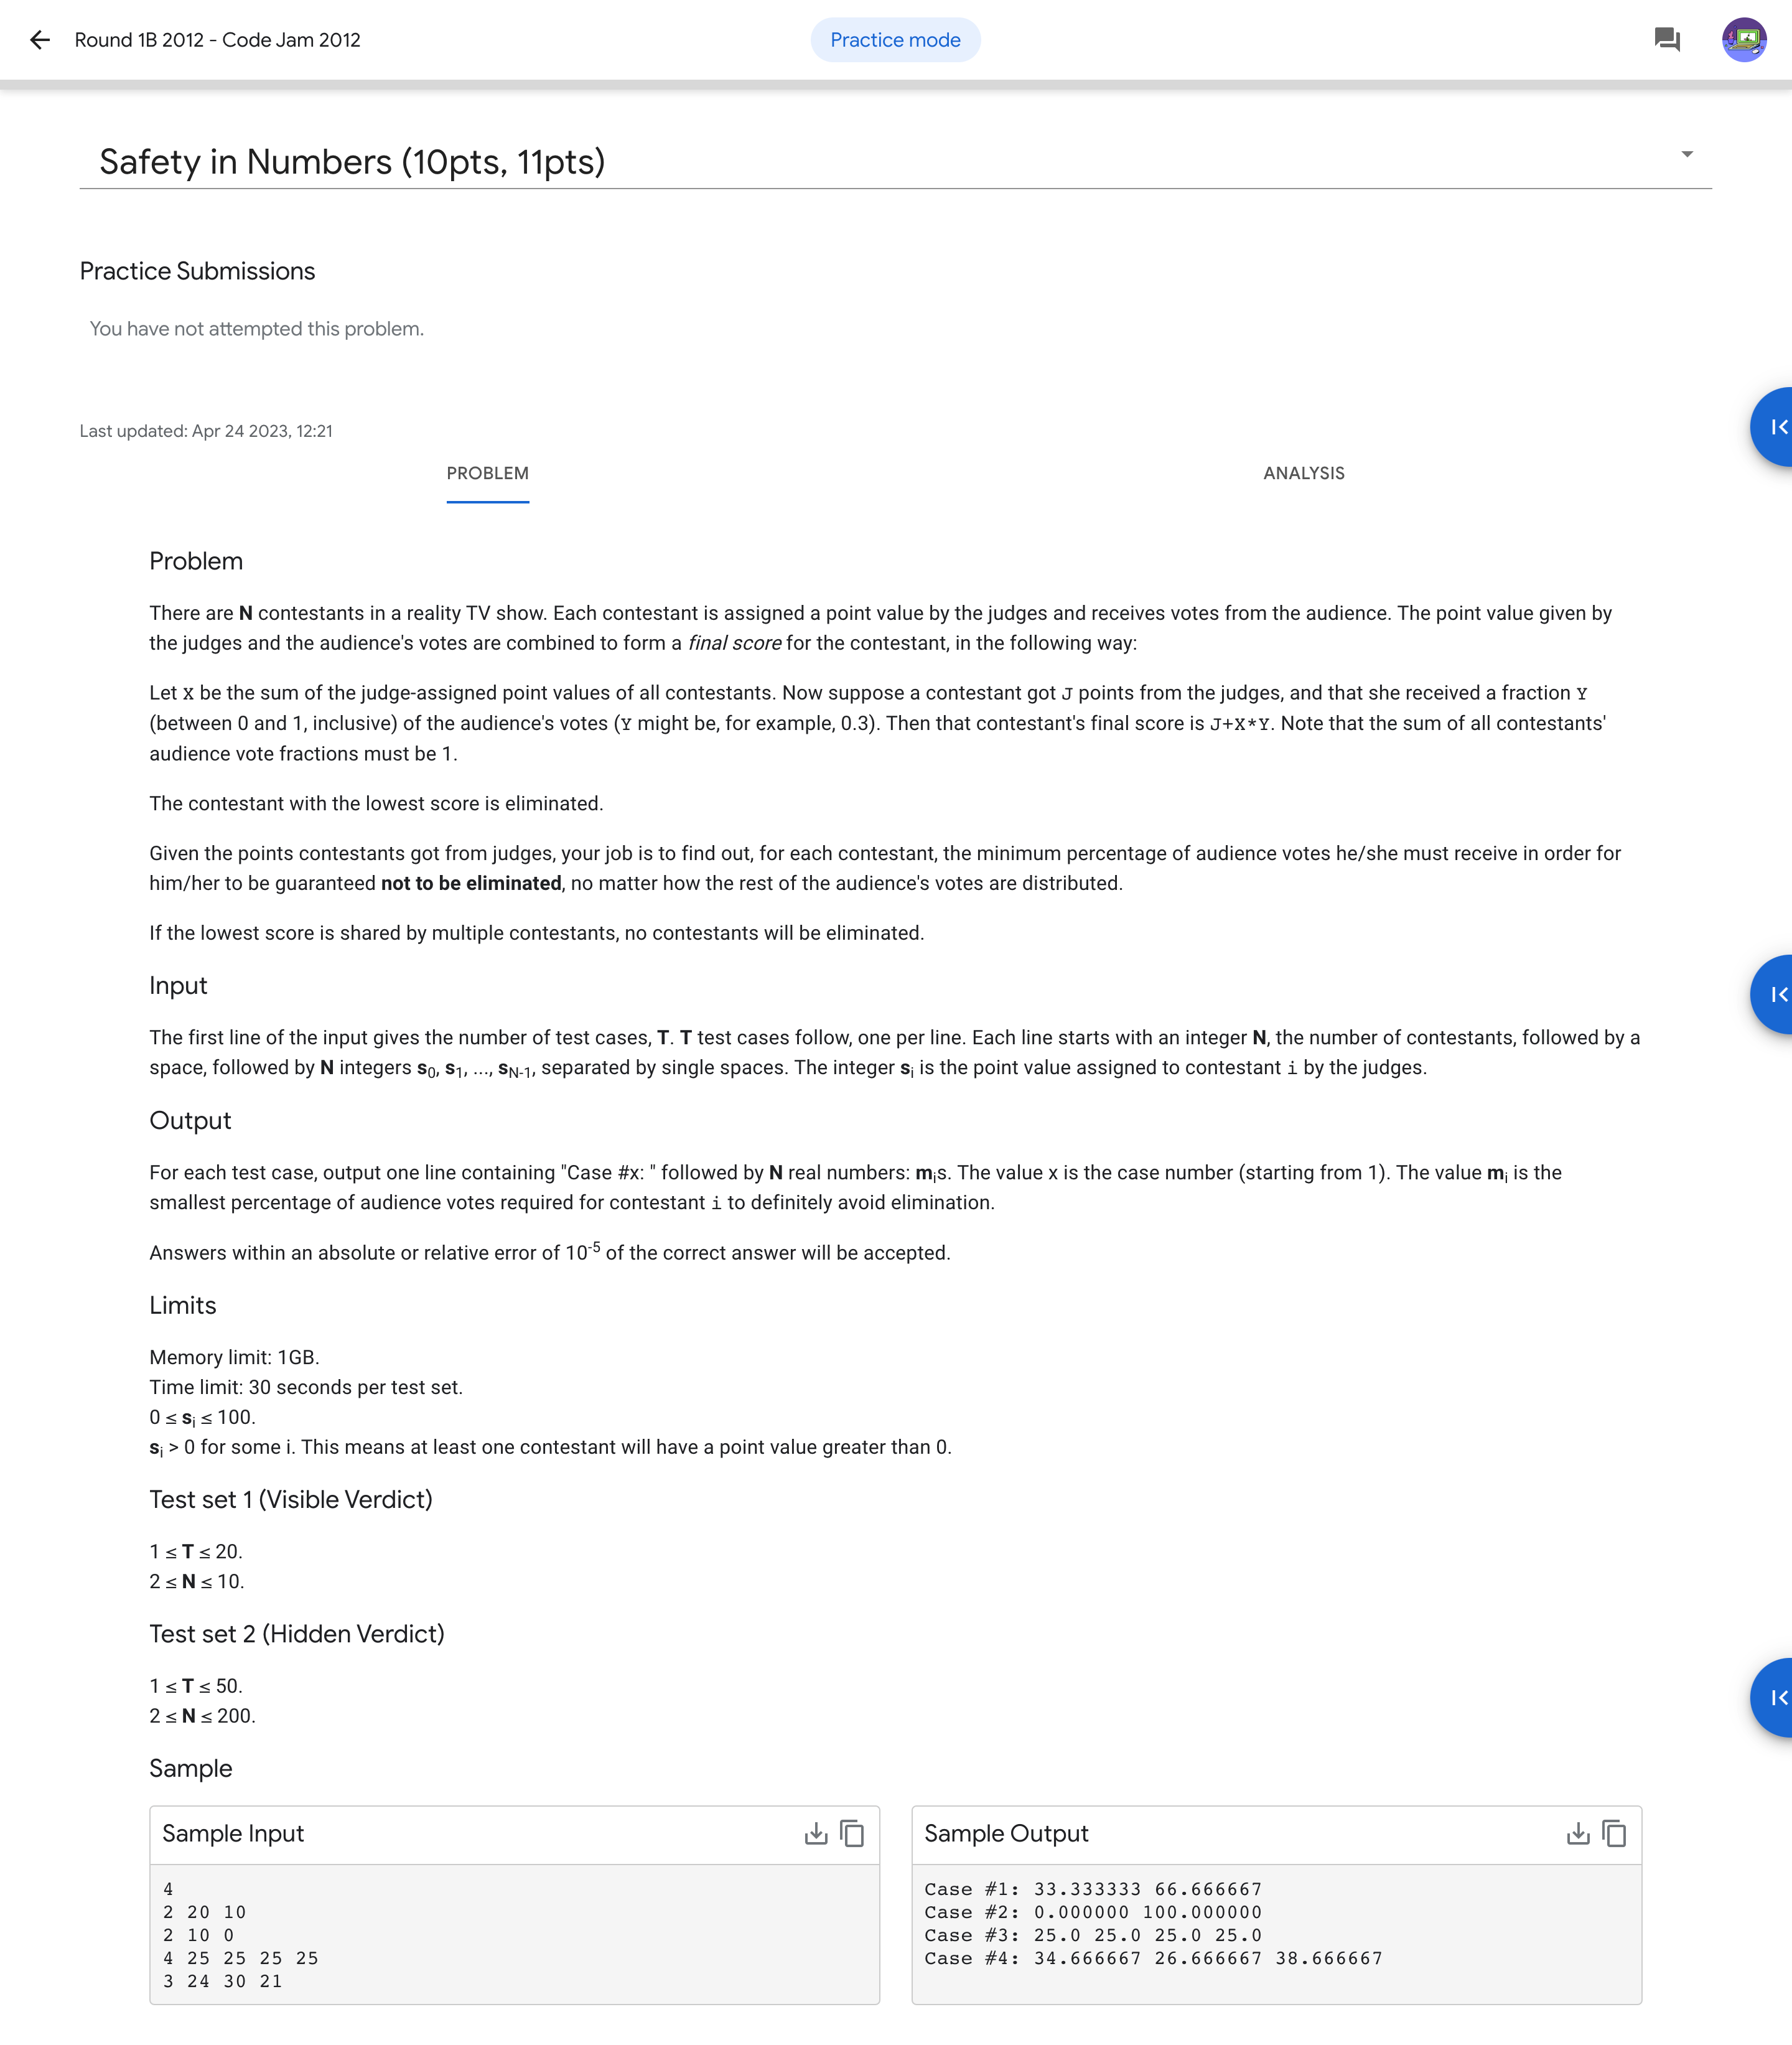 Round 1B 2012 - Code Jam 2012
Practice mode
Safety in Numbers (10pts, 11pts)
Practice Submissions
You have not attempted this problem.
Last updated: Apr 24 2023, 12:21
PROBLEM
ANALYSIS
Problem
There are N contestants in a reality TV show. Each contestant is assigned a point value by the judges and receives votes from the audience. The point value given by
the judges and the audience's votes are combined to form a final score for the contestant, in the following way:
Let X be the sum of the judge-assigned point values of all contestants. Now suppose a contestant got J points from the judges, and that she received a fraction Y
(between 0 and 1, inclusive) of the audience's votes (Y might be, for example, 0.3). Then that contestant's final score is J+X*Y. Note that the sum of all contestants'
audience vote fractions must be 1.
The contestant with the lowest score is eliminated.
Given the points contestants got from judges, your job is to find out, for each contestant, the minimum percentage of audience votes he/she must receive in order for
him/her to be guaranteed not to be eliminated, no matter how the rest of the audience's votes are distributed.
If the lowest score is shared by multiple contestants, no contestants will be eliminated.
Input
The first line of the input gives the number of test cases, T. T test cases follow, one per line. Each line starts with an integer N, the number of contestants, followed by a
space, followed by N integers s0, s1, ..., sN-1, separated by single spaces. The integer si is the point value assigned to contestant i by the judges.
Output
For each test case, output one line containing "Case #x: " followed by N real numbers: mis. The value x is the case number (starting from 1). The value mi is the
smallest percentage of audience votes required for contestant i to definitely avoid elimination.
Answers within an absolute or relative error of 10-5 of the correct answer will be accepted.
Limits
Memory limit: 1GB.
Time limit: 30 seconds per test set.
0 ≤ si ≤ 100.
si > 0 for some i. This means at least one contestant will have a point value greater than 0.
Test set 1 (Visible Verdict)
1 ≤ T ≤ 20.
2 ≤ N ≤ 10.
Test set 2 (Hidden Verdict)
1 ≤ T ≤ 50.
2 ≤ N ≤ 200.
Sample
Sample Input
4
2 20 10
2 10 0
4 25 25 25 25
3 24 30 21
Sample Output
Case #1: 33.333333 66.666667
Case #2: 0.000000 100.000000
Case #3: 25.0 25.0 25.0 25.0
Case #4: 34.666667 26.666667 38.666667